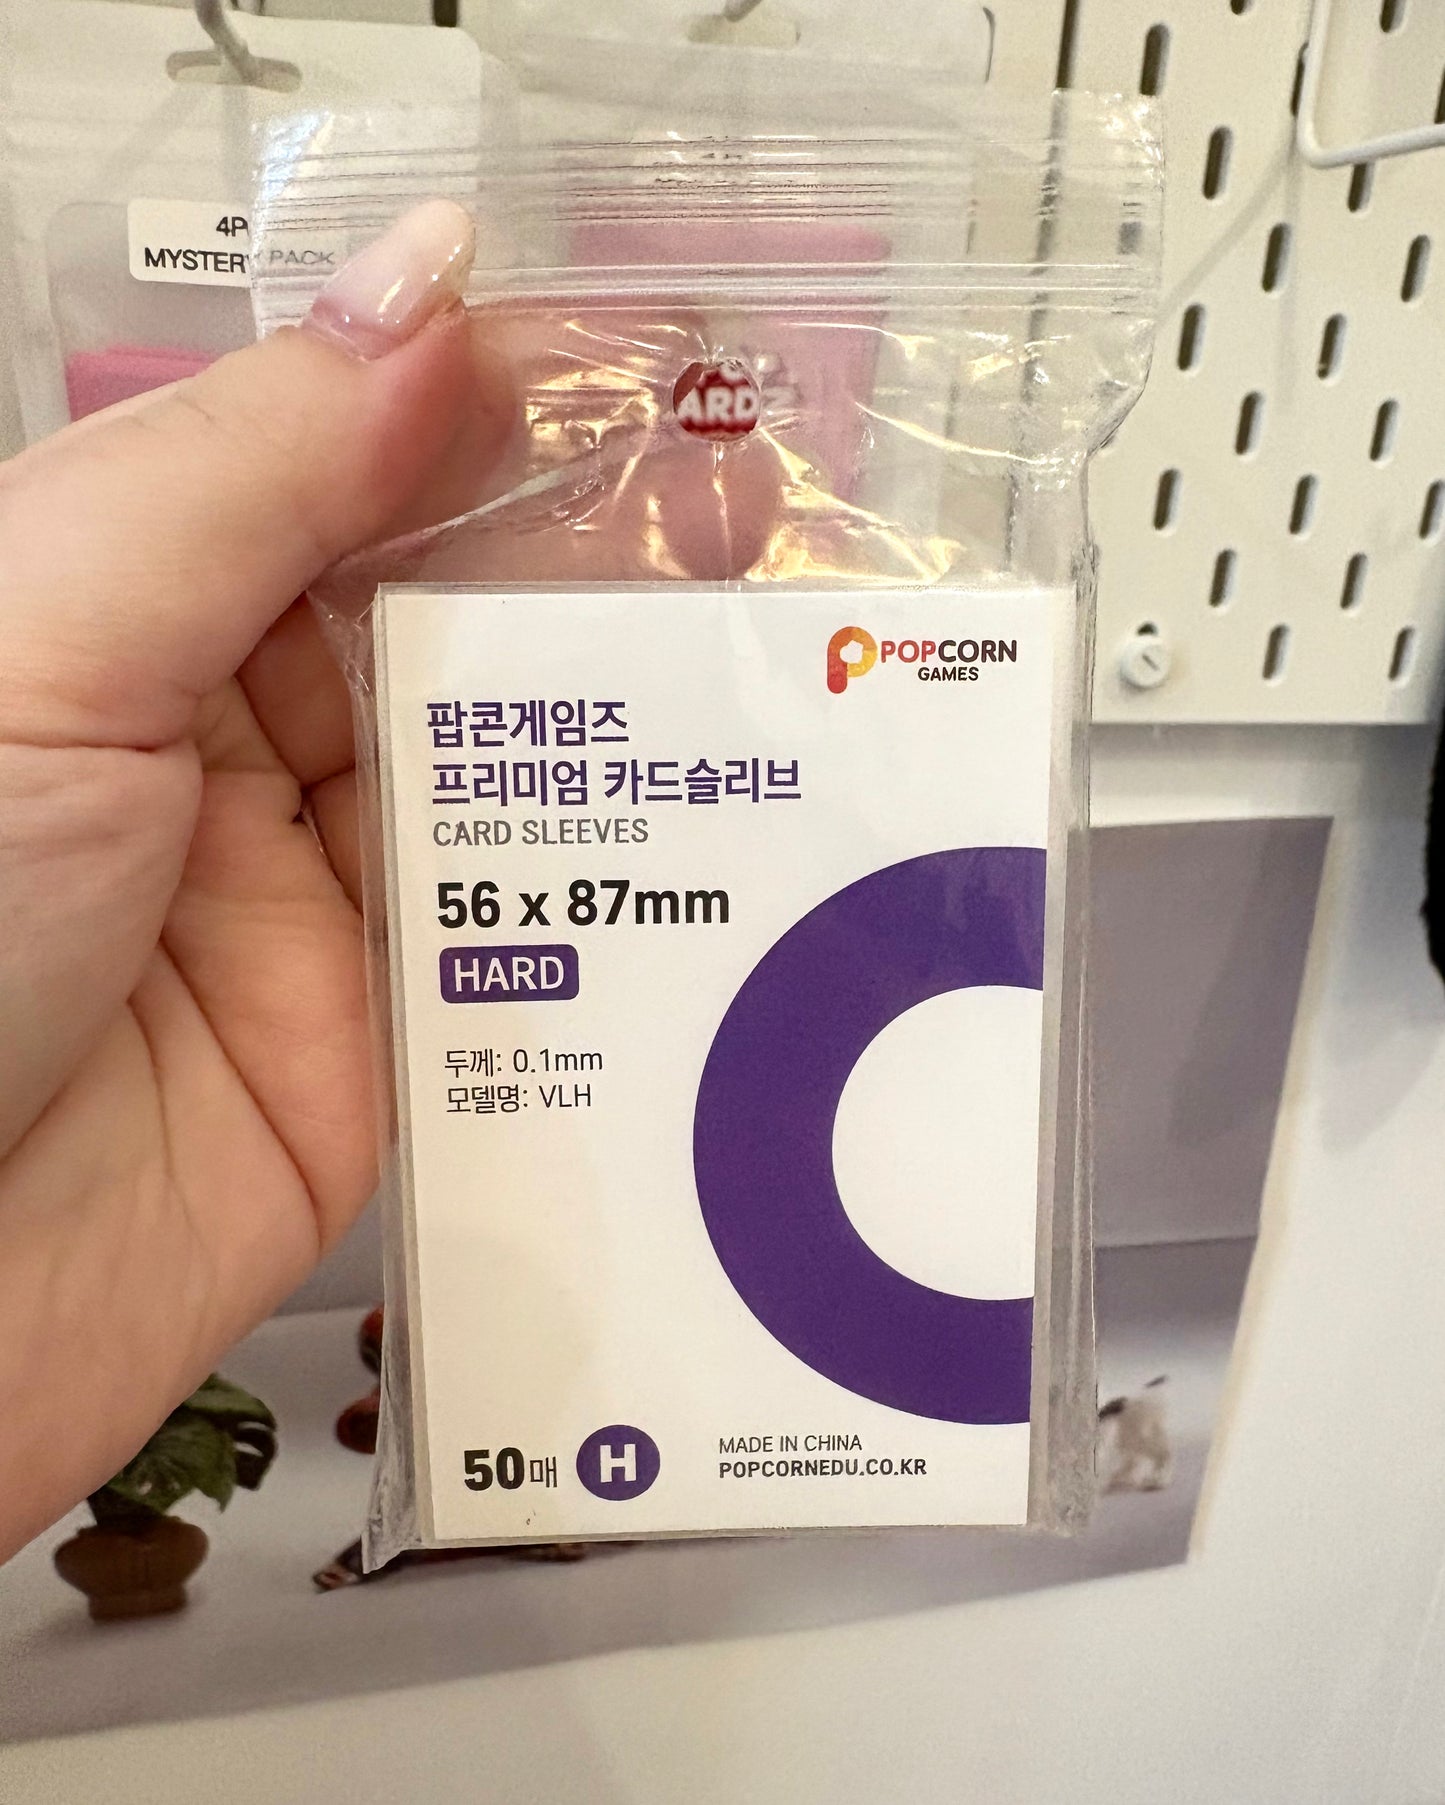 MYSTERY PACK
ARD
POPCORN
GAMES
팝콘게임즈
프리미엄 카드슬리브
CARD SLEEVES
56 x 87mm
HARD
두께: 0.1mm
모델명: VLH
50매 H
MADE IN CHINA
POPCORNEDU.CO.KR